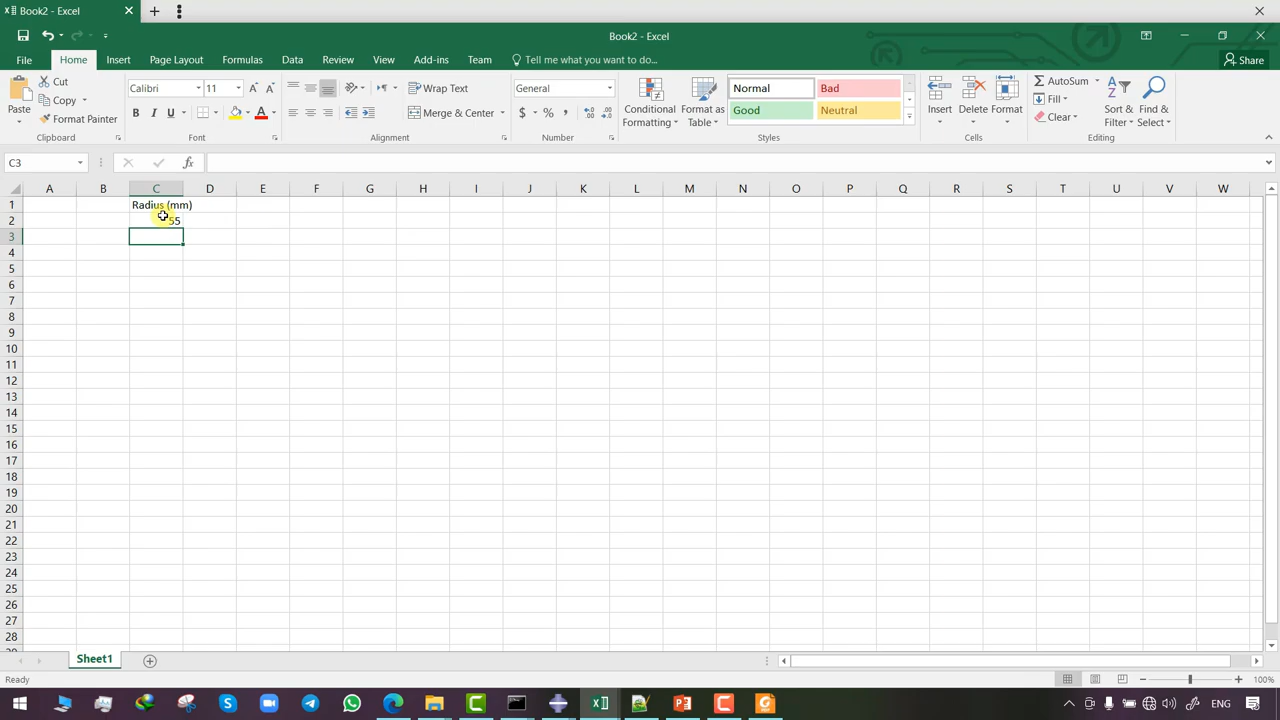 Book2 - Excel
Book2 - Excel
File Home Insert Page Layout Formulas Data Review View Add-ins Team Tell me what you want to do... Share
Paste
Cut
Copy
Format Painter
Clipboard
Calibri 11
B I U
Font
Wrap Text
Merge & Center
Alignment
General
$ % ,
Number
Conditional Formatting
Format as Table
Normal Bad
Good Neutral
Styles
Insert Delete Format
Cells
AutoSum
Fill
Clear
Sort & Filter
Find & Select
Editing
C3 fx
A B C D E F G H I J K L M N O P Q R S T U V W
1 Radius (mm)
2 55
3
4
5
6
7
8
9
10
11
12
13
14
15
16
17
18
19
20
21
22
23
24
25
26
27
28
Sheet1
Ready 100%
ENG